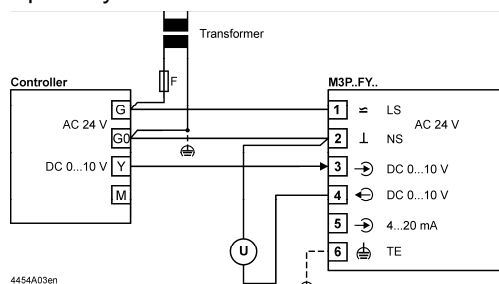 Transformer
F
Controller
M3P..FY..
G
AC 24 V
G0
DC 0...10 V
Y
M
1
LS
AC 24 V
2
NS
3
DC 0...10 V
4
DC 0...10 V
5
4...20 mA
6
TE
U
4454A03en